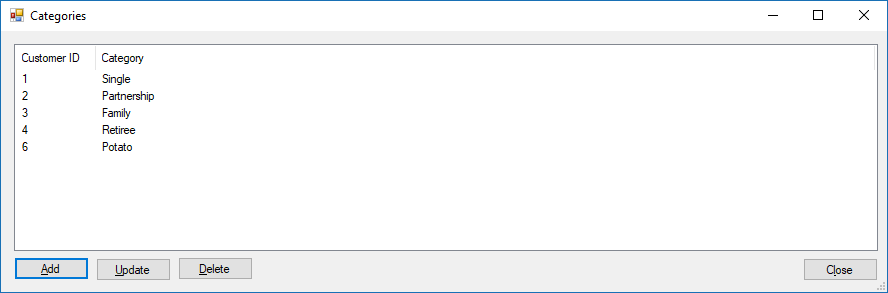 Categories
Customer ID Category
1 Single
2 Partnership
3 Family
4 Retiree
6 Potato
Add Update Delete Close